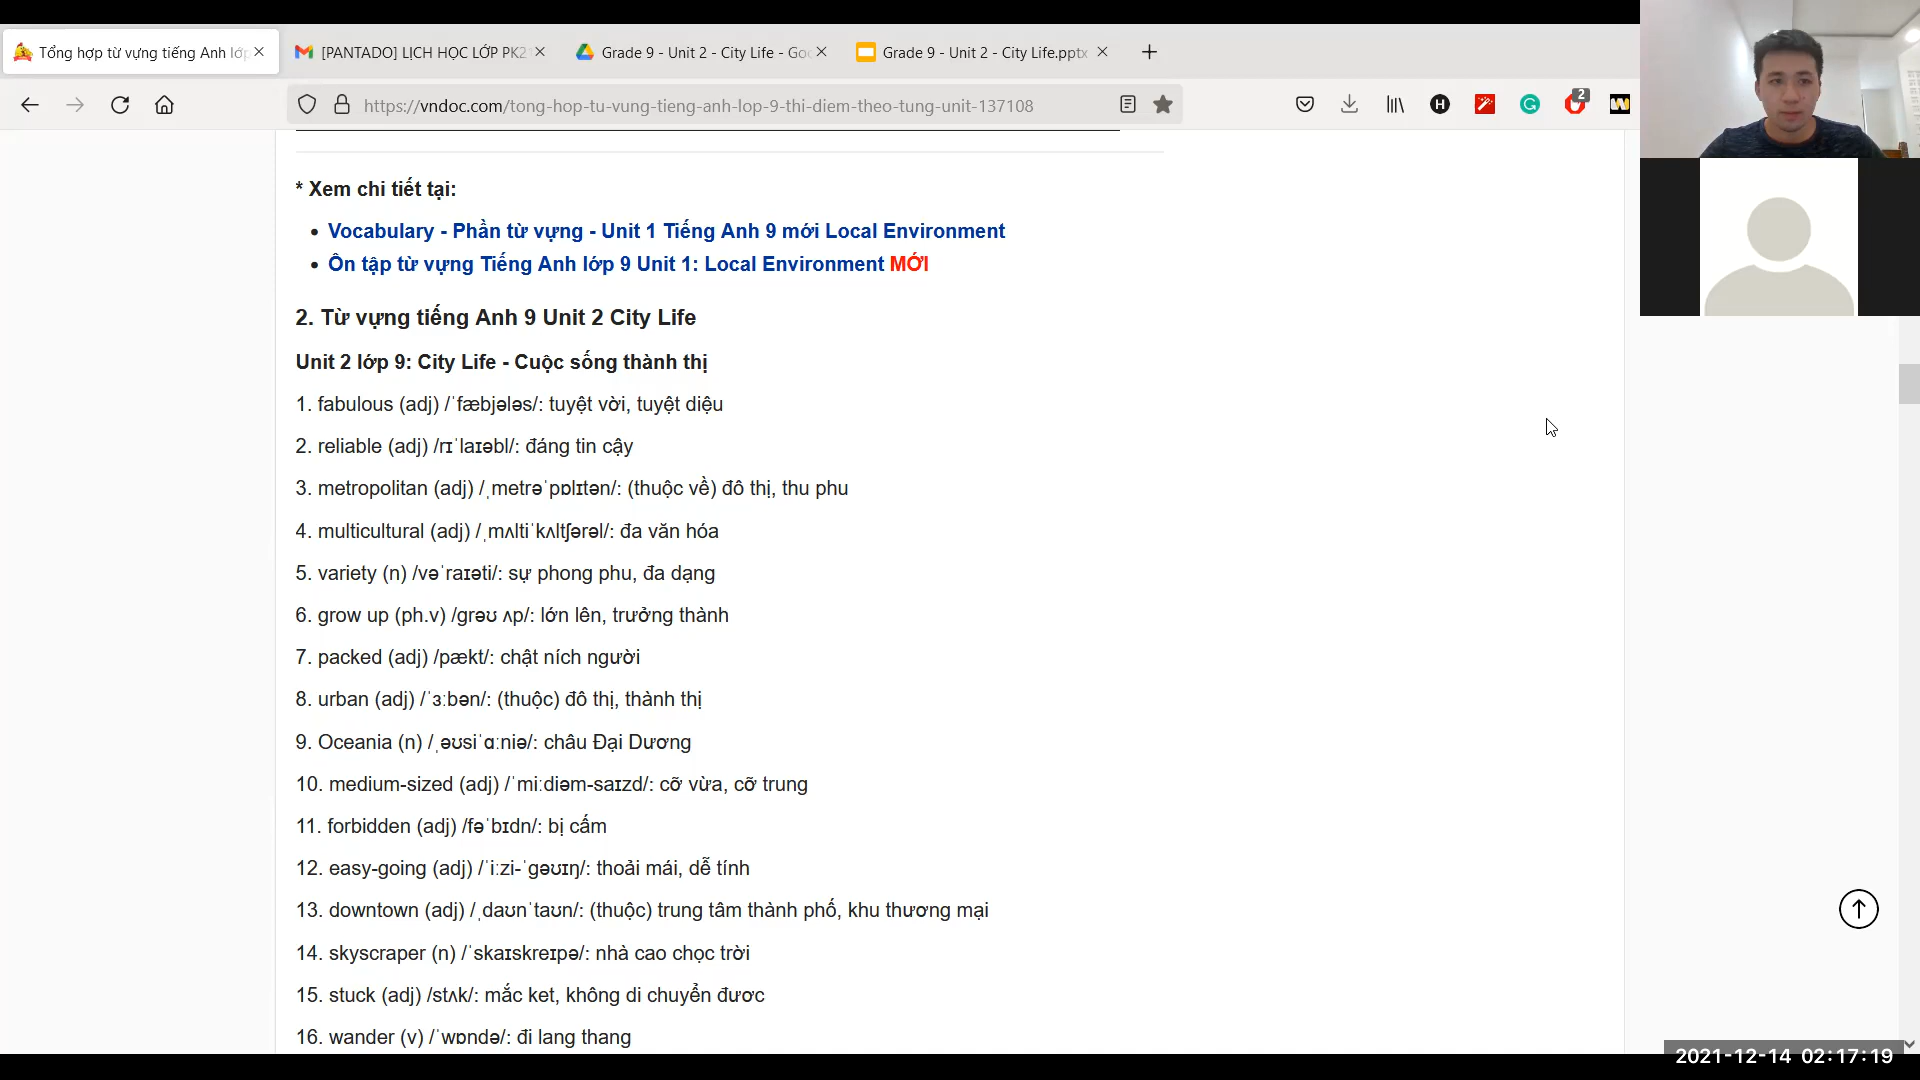 Tổng hợp từ vựng tiếng Anh lớp
[PANTADO] LỊCH HỌC LỚP PK2
Grade 9 - Unit 2 - City Life - Goo
Grade 9 - Unit 2 - City Life.pptx
https://vndoc.com/tong-hop-tu-vung-tieng-anh-lop-9-thi-diem-theo-tung-unit-137108
2
* Xem chi tiết tại:
• Vocabulary - Phần từ vựng - Unit 1 Tiếng Anh 9 mới Local Environment
• Ôn tập từ vựng Tiếng Anh lớp 9 Unit 1: Local Environment MỚI
2. Từ vựng tiếng Anh 9 Unit 2 City Life
Unit 2 lớp 9: City Life - Cuộc sống thành thị
1. fabulous (adj) /ˈfæbjələs/: tuyệt vời, tuyệt diệu
2. reliable (adj) /rɪˈlaɪəbl/: đáng tin cậy
3. metropolitan (adj) /ˌmetrəˈpɒlɪtən/: (thuộc về) đô thị, thu phu
4. multicultural (adj) /ˌmʌltiˈkʌltʃərəl/: đa văn hóa
5. variety (n) /vəˈraɪəti/: sự phong phu, đa dạng
6. grow up (ph.v) /grəʊ ʌp/: lớn lên, trưởng thành
7. packed (adj) /pækt/: chật ních người
8. urban (adj) /ˈɜːbən/: (thuộc) đô thị, thành thị
9. Oceania (n) /ˌəʊsiˈɑːniə/: châu Đại Dương
10. medium-sized (adj) /ˈmiːdiəm-saɪzd/: cỡ vừa, cỡ trung
11. forbidden (adj) /fəˈbɪdn/: bị cấm
12. easy-going (adj) /ˈiːzi-ˈgəʊɪŋ/: thoải mái, dễ tính
13. downtown (adj) /ˌdaʊnˈtaʊn/: (thuộc) trung tâm thành phố, khu thương mại
14. skyscraper (n) /ˈskaɪskreɪpə/: nhà cao chọc trời
15. stuck (adj) /stʌk/: mắc ket, không di chuyển đươc
16. wander (v) /ˈwɒndə/: đi lang thang
2021-12-14 02:17:19